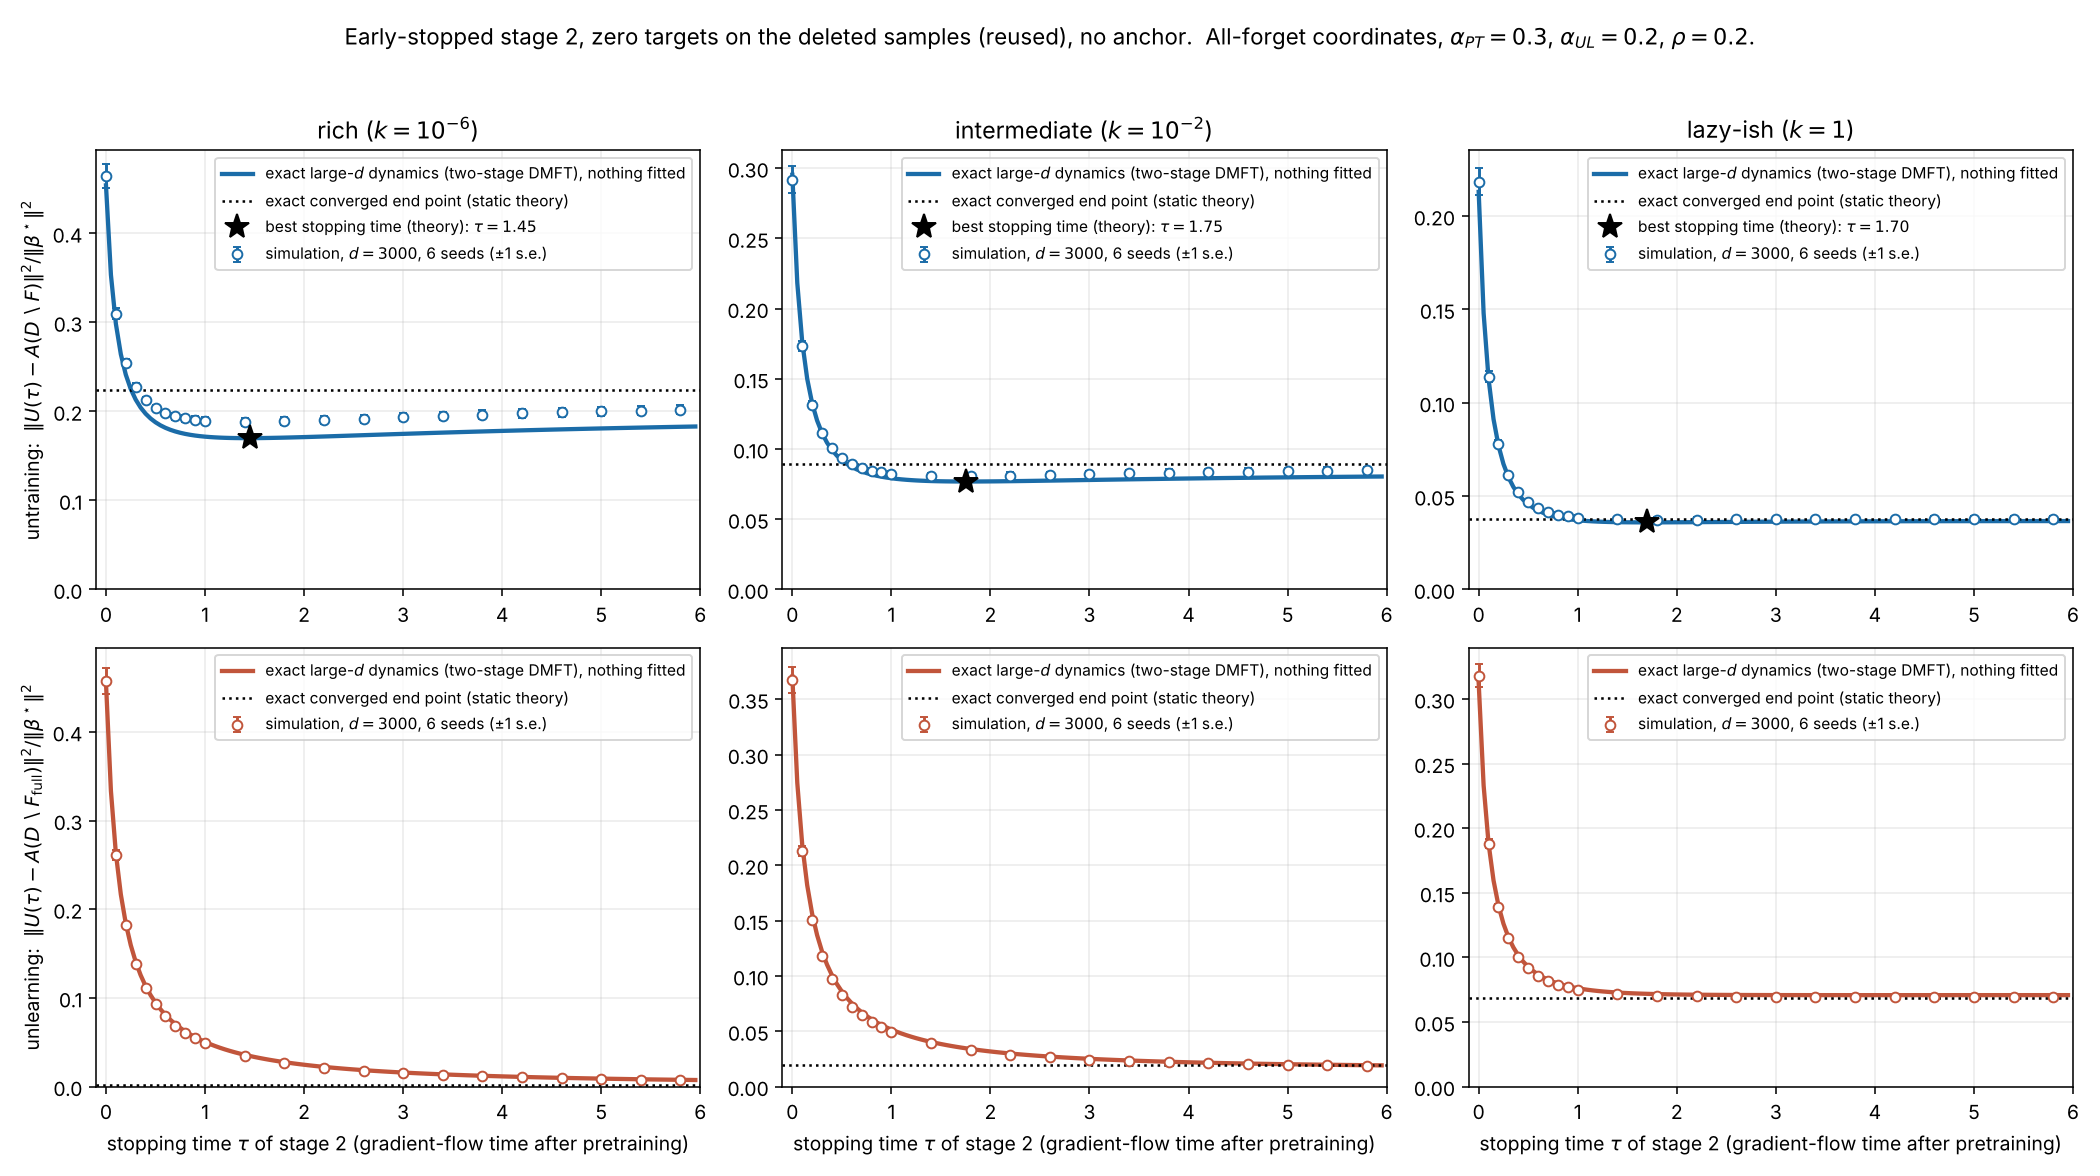 Early-stopped stage 2, zero targets on the deleted samples (reused), no anchor. All-forget coordinates, α_PT = 0.3, α_UL = 0.2, ρ = 0.2.
rich (k = 10⁻⁶)
untraining: ‖U(τ) − A(D \ F)‖²/‖β⋆‖²
exact large-d dynamics (two-stage DMFT), nothing fitted
exact converged end point (static theory)
best stopping time (theory): τ = 1.45
simulation, d = 3000, 6 seeds (±1 s.e.)
0.4
0.3
0.2
0.1
0.0
0 1 2 3 4 5 6
intermediate (k = 10⁻²)
exact large-d dynamics (two-stage DMFT), nothing fitted
exact converged end point (static theory)
best stopping time (theory): τ = 1.75
simulation, d = 3000, 6 seeds (±1 s.e.)
0.30
0.25
0.20
0.15
0.10
0.05
0.00
0 1 2 3 4 5 6
lazy-ish (k = 1)
exact large-d dynamics (two-stage DMFT), nothing fitted
exact converged end point (static theory)
best stopping time (theory): τ = 1.70
simulation, d = 3000, 6 seeds (±1 s.e.)
0.20
0.15
0.10
0.05
0.00
0 1 2 3 4 5 6
unlearning: ‖U(τ) − A(D \ F_full)‖²/‖β⋆‖²
exact large-d dynamics (two-stage DMFT), nothing fitted
exact converged end point (static theory)
simulation, d = 3000, 6 seeds (±1 s.e.)
0.4
0.3
0.2
0.1
0.0
0 1 2 3 4 5 6
stopping time τ of stage 2 (gradient-flow time after pretraining)
exact large-d dynamics (two-stage DMFT), nothing fitted
exact converged end point (static theory)
simulation, d = 3000, 6 seeds (±1 s.e.)
0.35
0.30
0.25
0.20
0.15
0.10
0.05
0.00
0 1 2 3 4 5 6
stopping time τ of stage 2 (gradient-flow time after pretraining)
exact large-d dynamics (two-stage DMFT), nothing fitted
exact converged end point (static theory)
simulation, d = 3000, 6 seeds (±1 s.e.)
0.30
0.25
0.20
0.15
0.10
0.05
0.00
0 1 2 3 4 5 6
stopping time τ of stage 2 (gradient-flow time after pretraining)